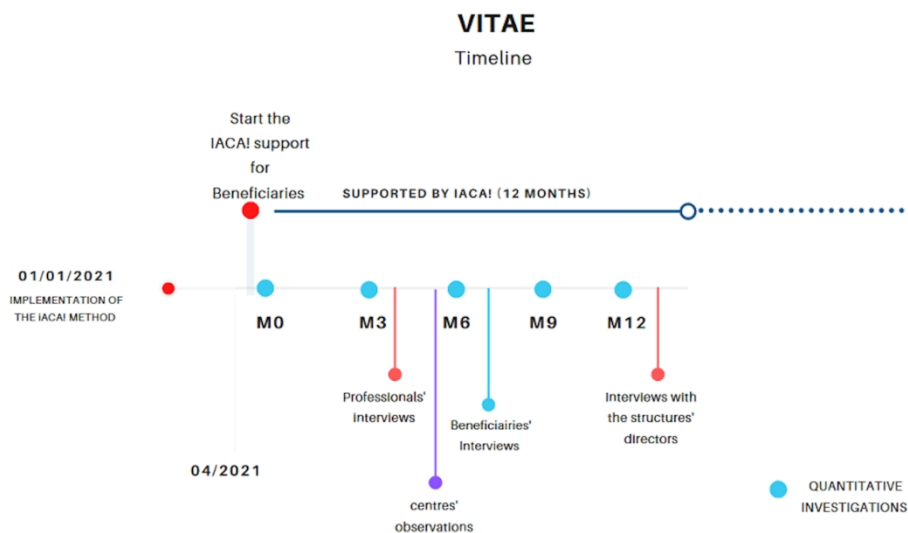 VITAE
Timeline
Start the
IACA! support
for
Beneficiaries
SUPPORTED BY IACA! (12 MONTHS)
01/01/2021
IMPLEMENTATION OF
THE iACA! METHOD
M0
M3
M6
M9
M12
Professionals'
interviews
Beneficiairies'
Interviews
Interviews with
the structures'
directors
04/2021
centres'
observations
QUANTITATIVE
INVESTIGATIONS